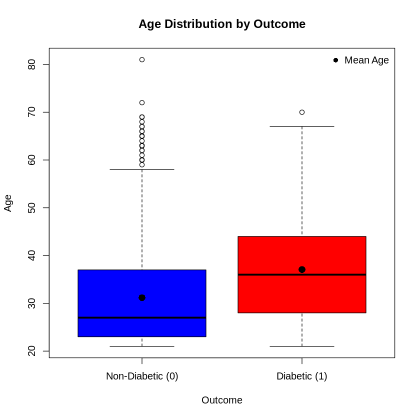 Age Distribution by Outcome
Mean Age
80
70
60
50
40
30
20
Age
Non-Diabetic (0)
Diabetic (1)
Outcome